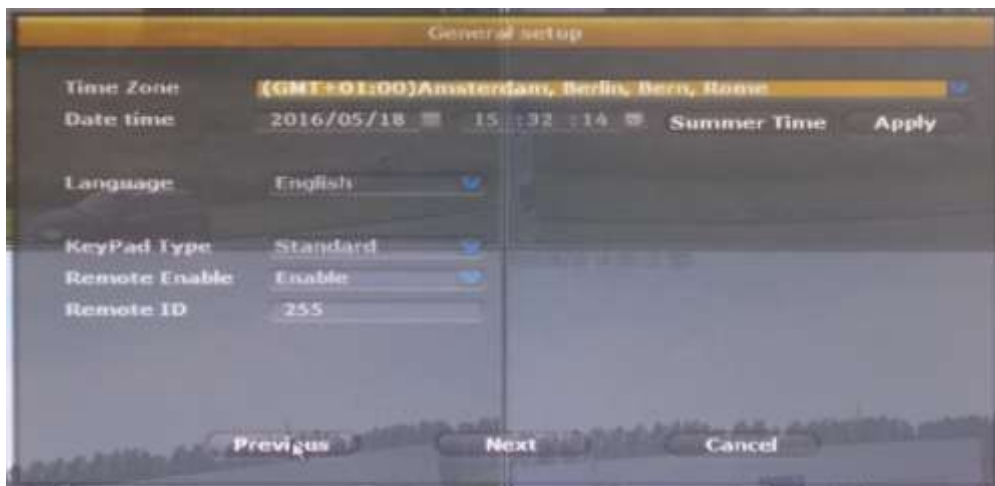 General setup
Time Zone (GMT+01:00)Amsterdam, Berlin, Bern, Rome
Date time 2016/05/18 15 :32 :14 Summer Time Apply
Language English
KeyPad Type Standard
Remote Enable Enable
Remote ID 255
Previous Next Cancel